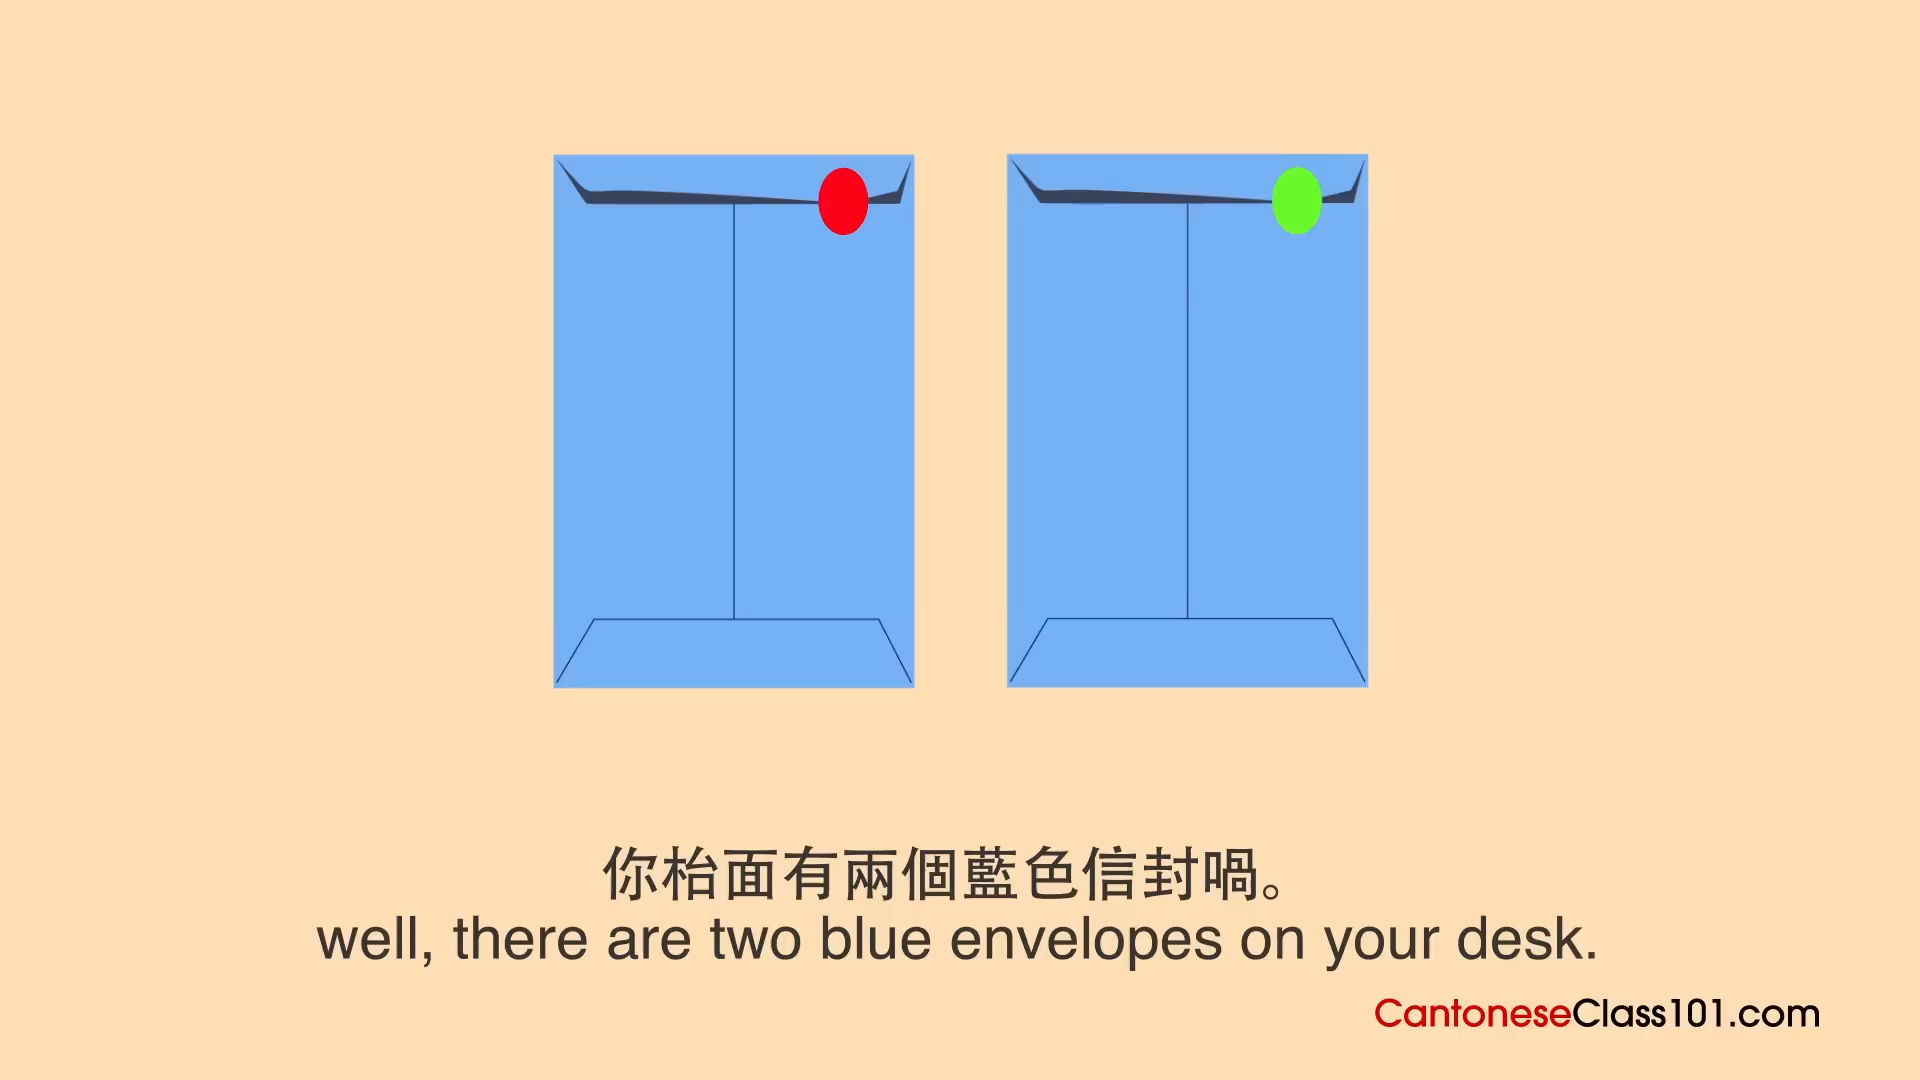 你枱面有兩個藍色信封喎。
well, there are two blue envelopes on your desk.
CantoneseClass101.com